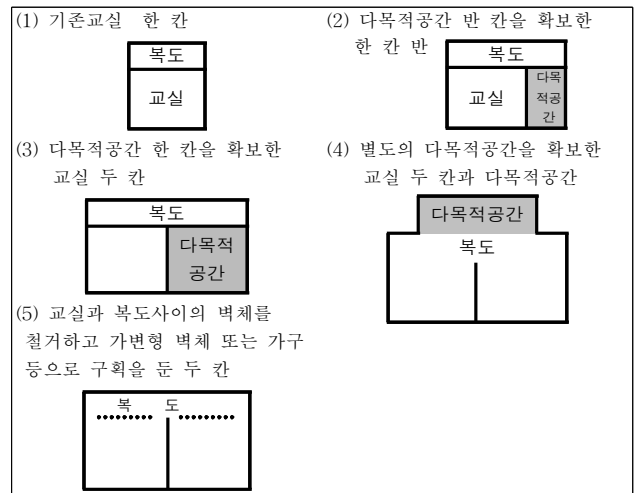 (1) 기존교실 한 칸
복도
교실
(2) 다목적공간 반 칸을 확보한
한 칸 반
복도
교실
다목
적공
간
(3) 다목적공간 한 칸을 확보한
교실 두 칸
복도
다목적
공간
(4) 별도의 다목적공간을 확보한
교실 두 칸과 다목적공간
다목적공간
복도
(5) 교실과 복도사이의 벽체를
철거하고 가변형 벽체 또는 가구
등으로 구획을 둔 두 칸
복 도